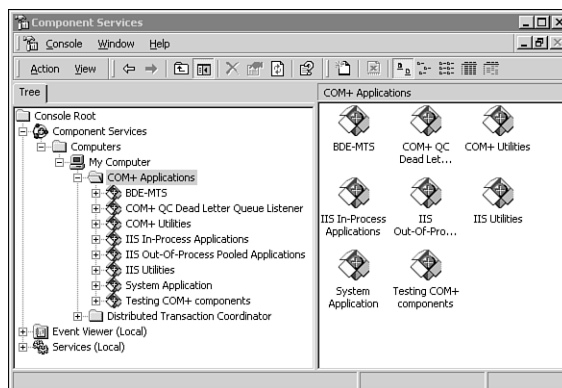 Component Services
Console Window Help
Action View
Tree
Console Root
Component Services
Computers
My Computer
COM+ Applications
BDE-MTS
COM+ QC Dead Letter Queue Listener
COM+ Utilities
IIS In-Process Applications
IIS Out-Of-Process Pooled Applications
IIS Utilities
System Application
Testing COM+ components
Distributed Transaction Coordinator
Event Viewer (Local)
Services (Local)
COM+ Applications
BDE-MTS
COM+ QC
Dead Let...
COM+ Utilities
IIS In-Process
Applications
IIS
Out-Of-Pro...
IIS Utilities
System
Application
Testing COM+
components